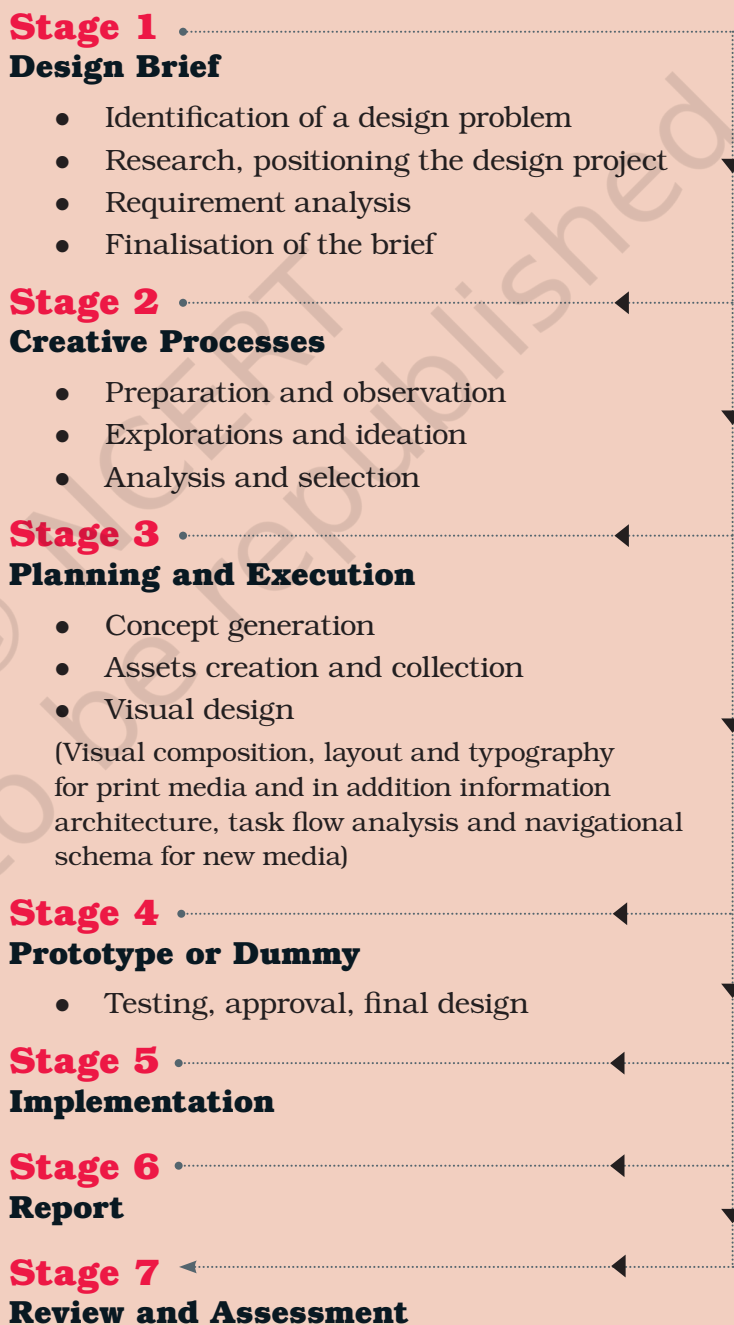 Stage 1
Design Brief
● Identification of a design problem
● Research, positioning the design project
● Requirement analysis
● Finalisation of the brief
Stage 2
Creative Processes
● Preparation and observation
● Explorations and ideation
● Analysis and selection
Stage 3
Planning and Execution
● Concept generation
● Assets creation and collection
● Visual design
(Visual composition, layout and typography
for print media and in addition information
architecture, task flow analysis and navigational
schema for new media)
Stage 4
Prototype or Dummy
● Testing, approval, final design
Stage 5
Implementation
Stage 6
Report
Stage 7
Review and Assessment
© NCERT
to be republished